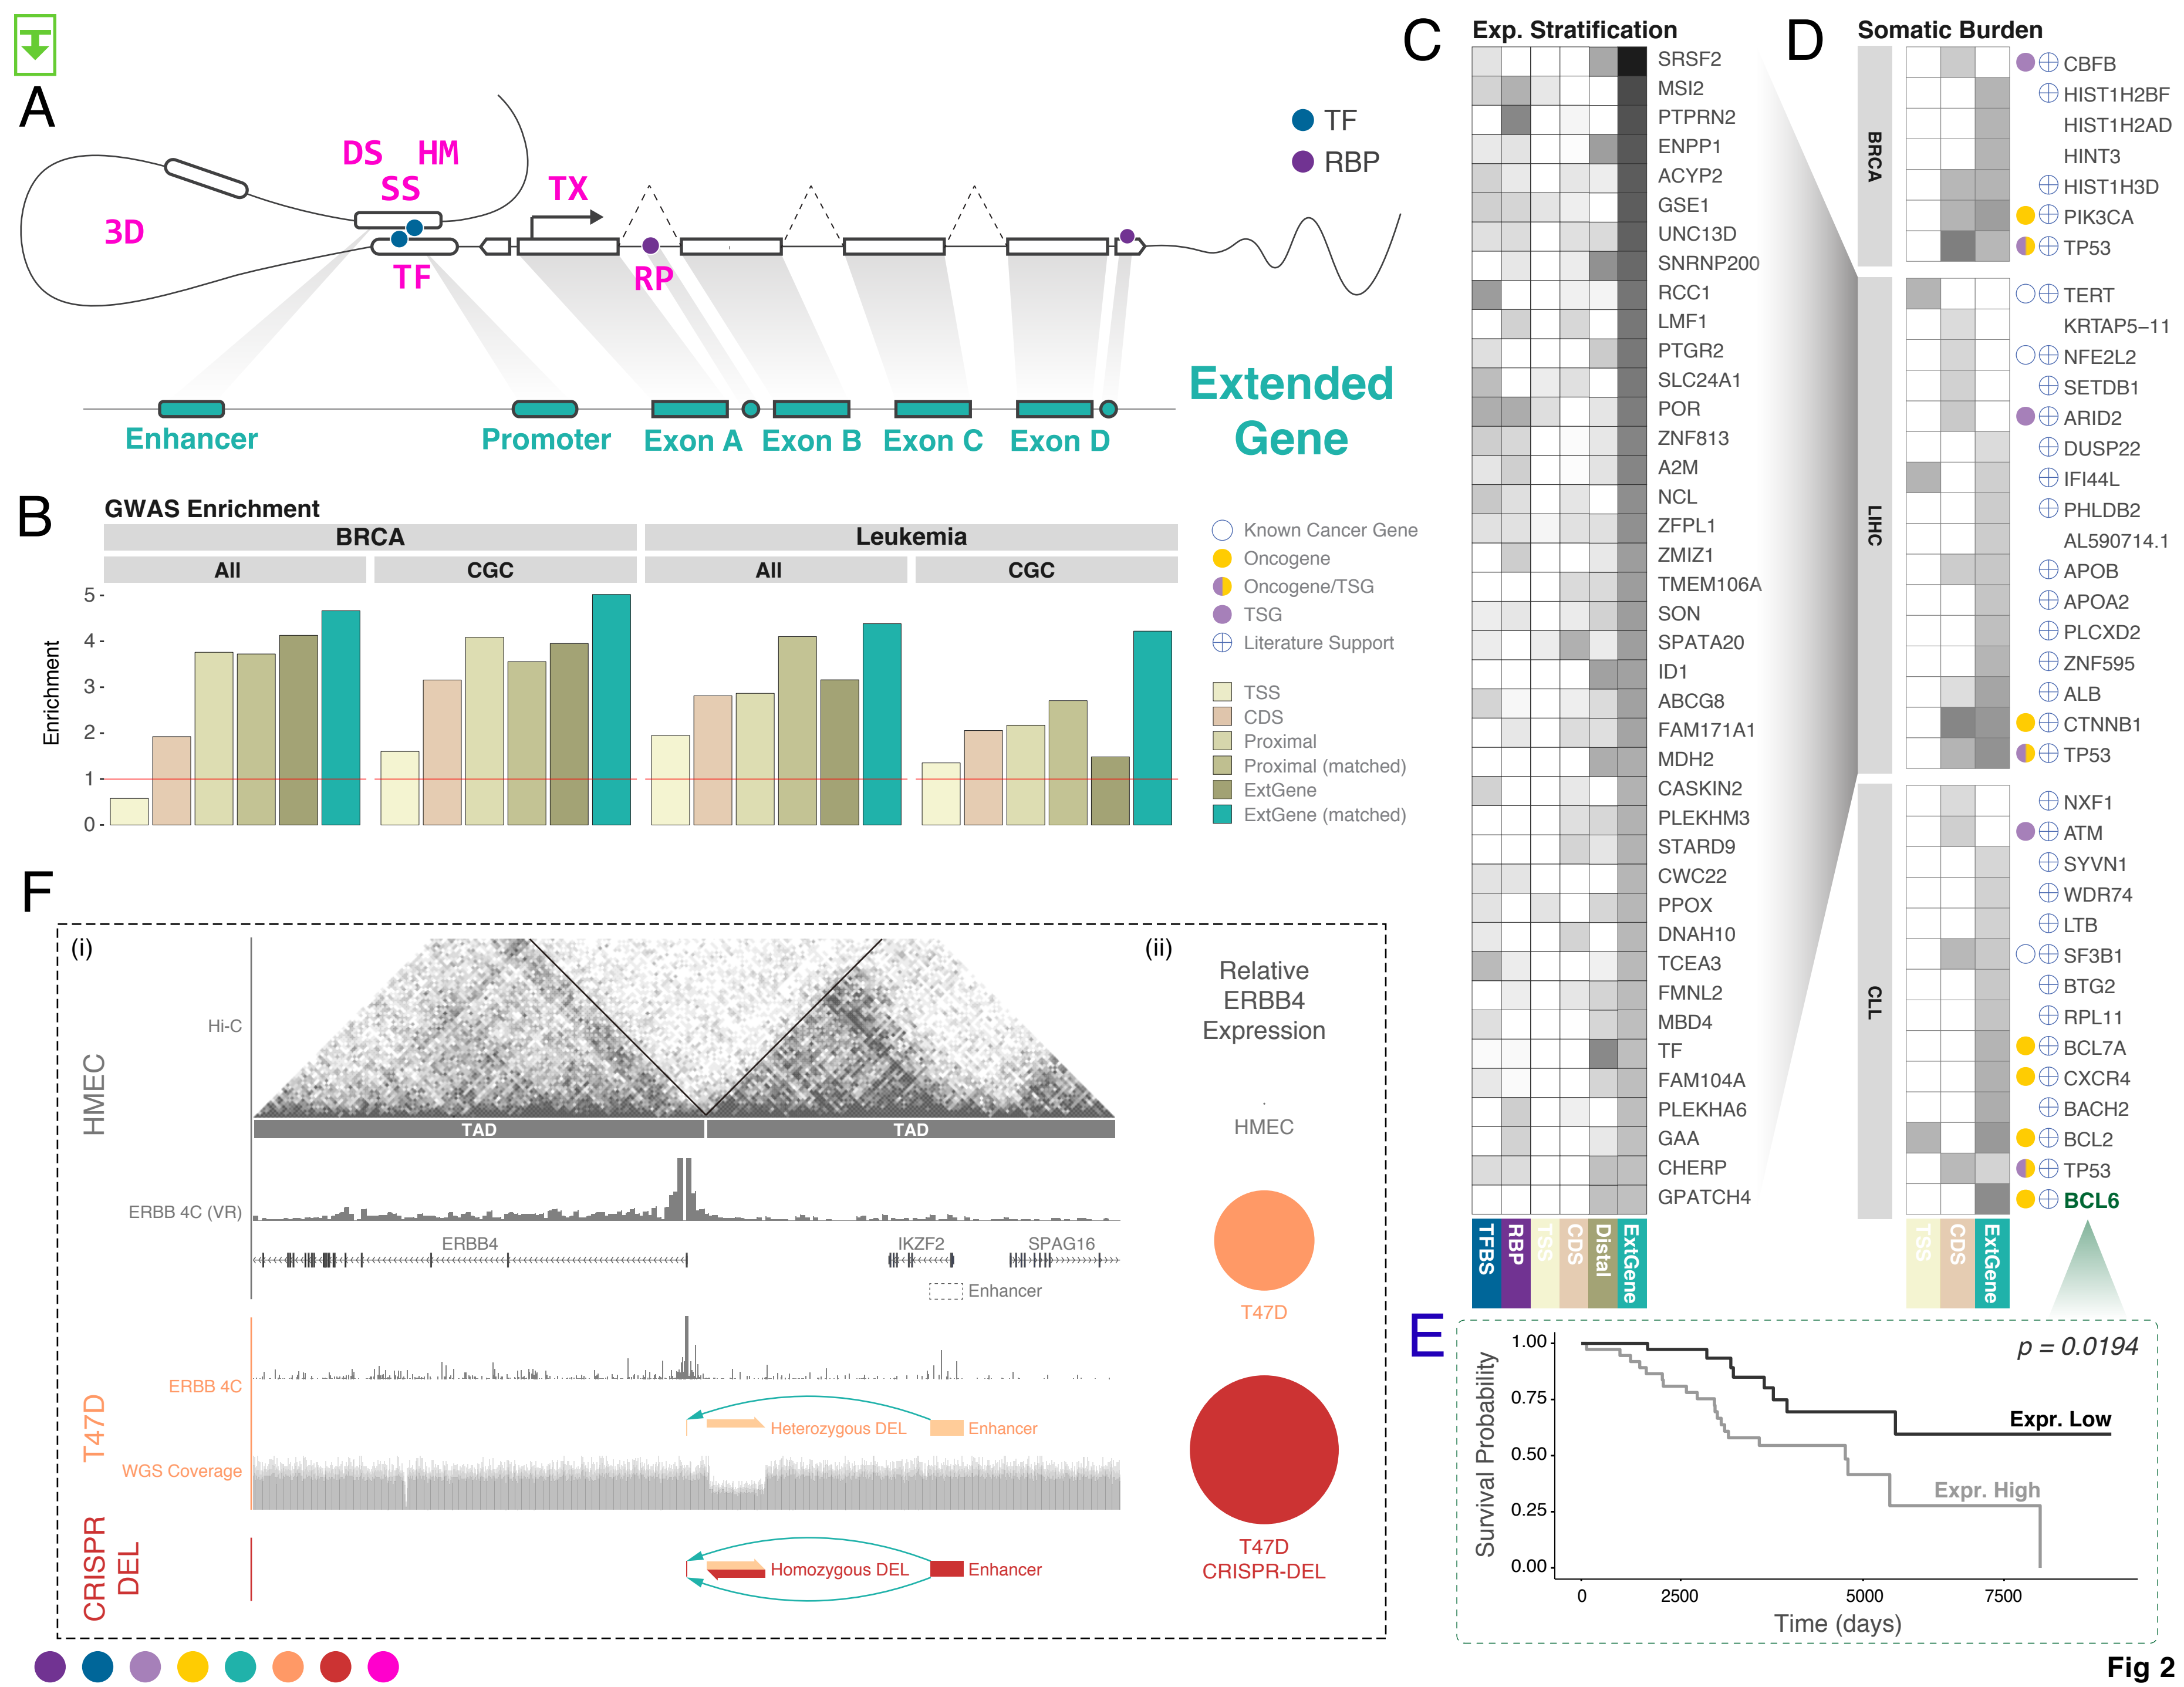 A
DS HM
SS
TX
3D
TF
RP
TF
RBP
Extended
Gene
Enhancer
Promoter
Exon A
Exon B
Exon C
Exon D
B
GWAS Enrichment
BRCA
Leukemia
All
CGC
All
CGC
Enrichment
5
4
3
2
1
0
Known Cancer Gene
Oncogene
Oncogene/TSG
TSG
Literature Support
TSS
CDS
Proximal
Proximal (matched)
ExtGene
ExtGene (matched)
C
Exp. Stratification
SRSF2
MSI2
PTPRN2
ENPP1
ACYP2
GSE1
UNC13D
SNRNP200
RCC1
LMF1
PTGR2
SLC24A1
POR
ZNF813
A2M
NCL
ZFPL1
ZMIZ1
TMEM106A
SON
SPATA20
ID1
ABCG8
FAM171A1
MDH2
CASKIN2
PLEKHM3
STARD9
CWC22
PPOX
DNAH10
TCEA3
FMNL2
MBD4
TF
FAM104A
PLEKHA6
GAA
CHERP
GPATCH4
TFBS
RBP
TSS
CDS
Distal
ExtGene
D
Somatic Burden
BRCA
CBFB
HIST1H2BF
HIST1H2AD
HINT3
HIST1H3D
PIK3CA
TP53
LIHC
TERT
KRTAP5−11
NFE2L2
SETDB1
ARID2
DUSP22
IFI44L
PHLDB2
AL590714.1
APOB
APOA2
PLCXD2
ZNF595
ALB
CTNNB1
TP53
CLL
NXF1
ATM
SYVN1
WDR74
LTB
SF3B1
BTG2
RPL11
BCL7A
CXCR4
BACH2
BCL2
TP53
BCL6
TSS
CDS
ExtGene
E
Survival Probability
1.00
0.75
0.50
0.25
0.00
p = 0.0194
Expr. Low
Expr. High
0
2500
5000
7500
Time (days)
F
(i)
HMEC
Hi-C
TAD
TAD
ERBB 4C (VR)
ERBB4
IKZF2
SPAG16
Enhancer
T47D
ERBB 4C
Heterozygous DEL
Enhancer
WGS Coverage
CRISPR
DEL
Homozygous DEL
Enhancer
(ii)
Relative
ERBB4
Expression
HMEC
T47D
T47D
CRISPR-DEL
Fig 2